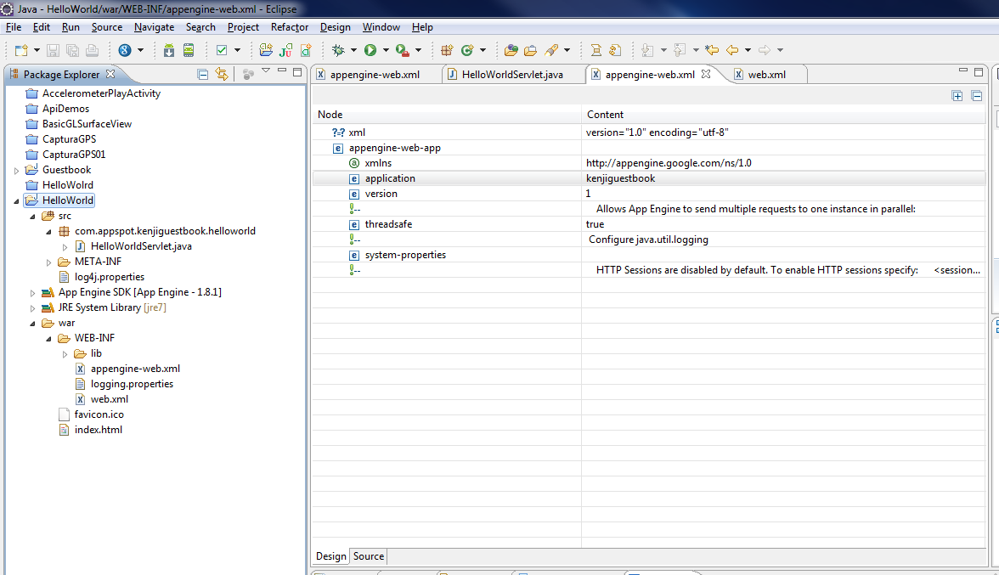 Java - HelloWorld/war/WEB-INF/appengine-web.xml - Eclipse
File Edit Run Source Navigate Search Project Refactor Design Window Help
Package Explorer
AccelerometerPlayActivity
ApiDemos
BasicGLSurfaceView
CapturaGPS
CapturaGPS01
Guestbook
HelloWolrd
HelloWorld
src
com.appspot.kenjiguestbook.helloworld
HelloWorldServlet.java
META-INF
log4j.properties
App Engine SDK [App Engine - 1.8.1]
JRE System Library [jre7]
war
WEB-INF
lib
appengine-web.xml
logging.properties
web.xml
favicon.ico
index.html
appengine-web.xml HelloWorldServlet.java appengine-web.xml web.xml
Node Content
?=? xml version="1.0" encoding="utf-8"
e appengine-web-app
a xmlns http://appengine.google.com/ns/1.0
e application kenjiguestbook
e version 1
!-- Allows App Engine to send multiple requests to one instance in parallel:
e threadsafe true
!-- Configure java.util.logging
e system-properties
!-- HTTP Sessions are disabled by default. To enable HTTP sessions specify: <session...
Design Source